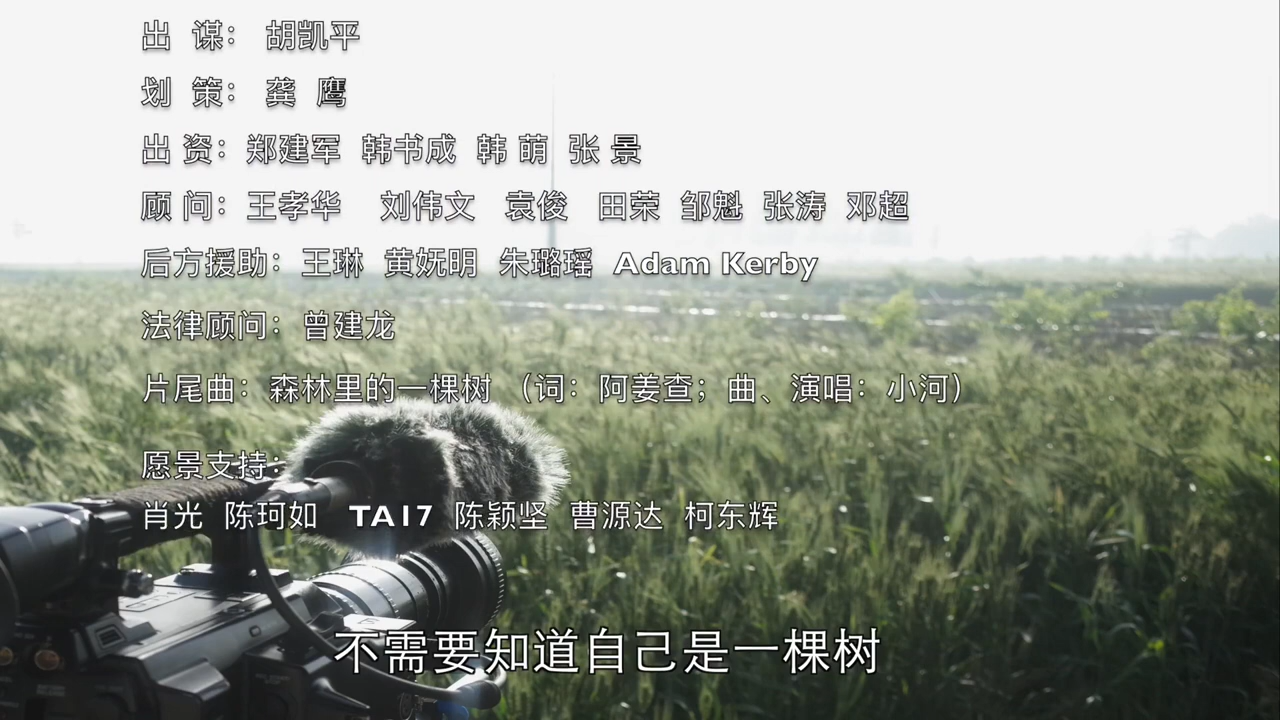 出 谋： 胡凯平
划 策： 龚 鹰
出 资：郑建军 韩书成 韩 萌 张 景
顾 问：王孝华 刘伟文 袁俊 田荣 邹魁 张涛 邓超
后方援助：王琳 黄妩明 朱璐瑶 Adam Kerby
法律顾问：曾建龙
片尾曲：森林里的一棵树 （词：阿姜查；曲、演唱：小河）
愿景支持：
肖光 陈珂如 TA17 陈颖坚 曹源达 柯东辉
不需要知道自己是一棵树